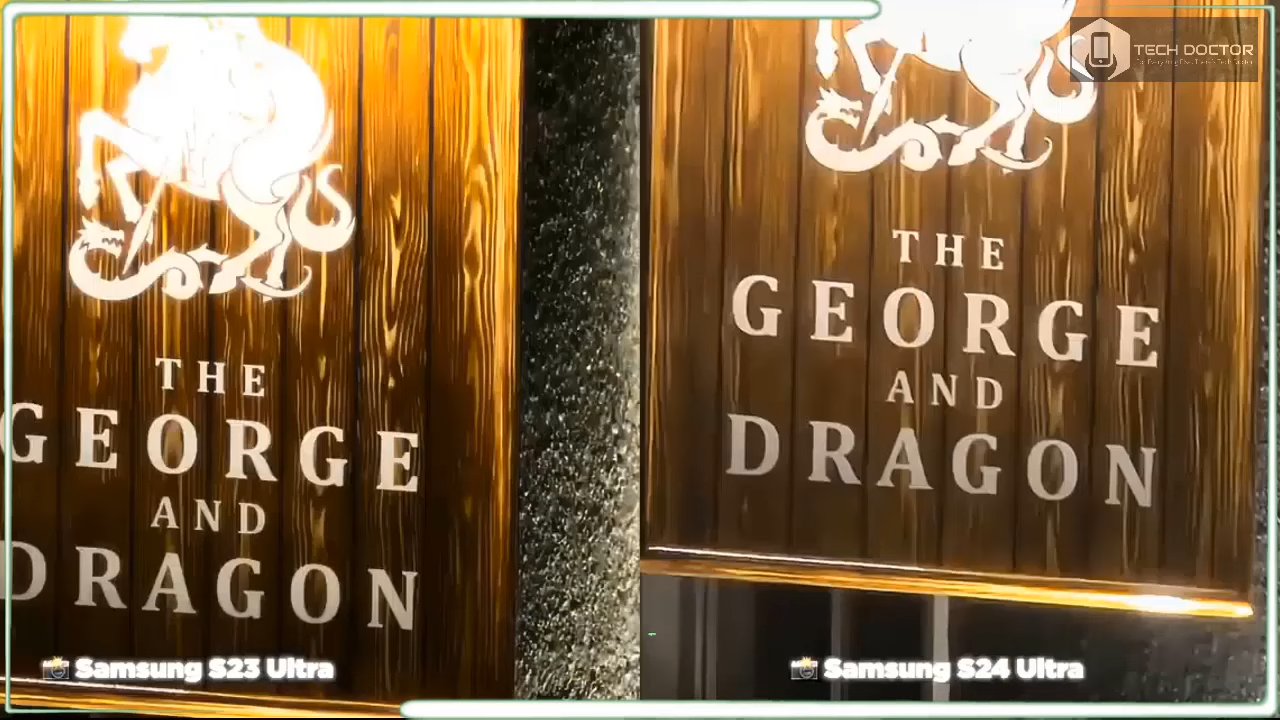 TECH DOCTOR
THE
GEORGE
AND
DRAGON
Samsung S23 Ultra
THE
GEORGE
AND
DRAGON
Samsung S24 Ultra